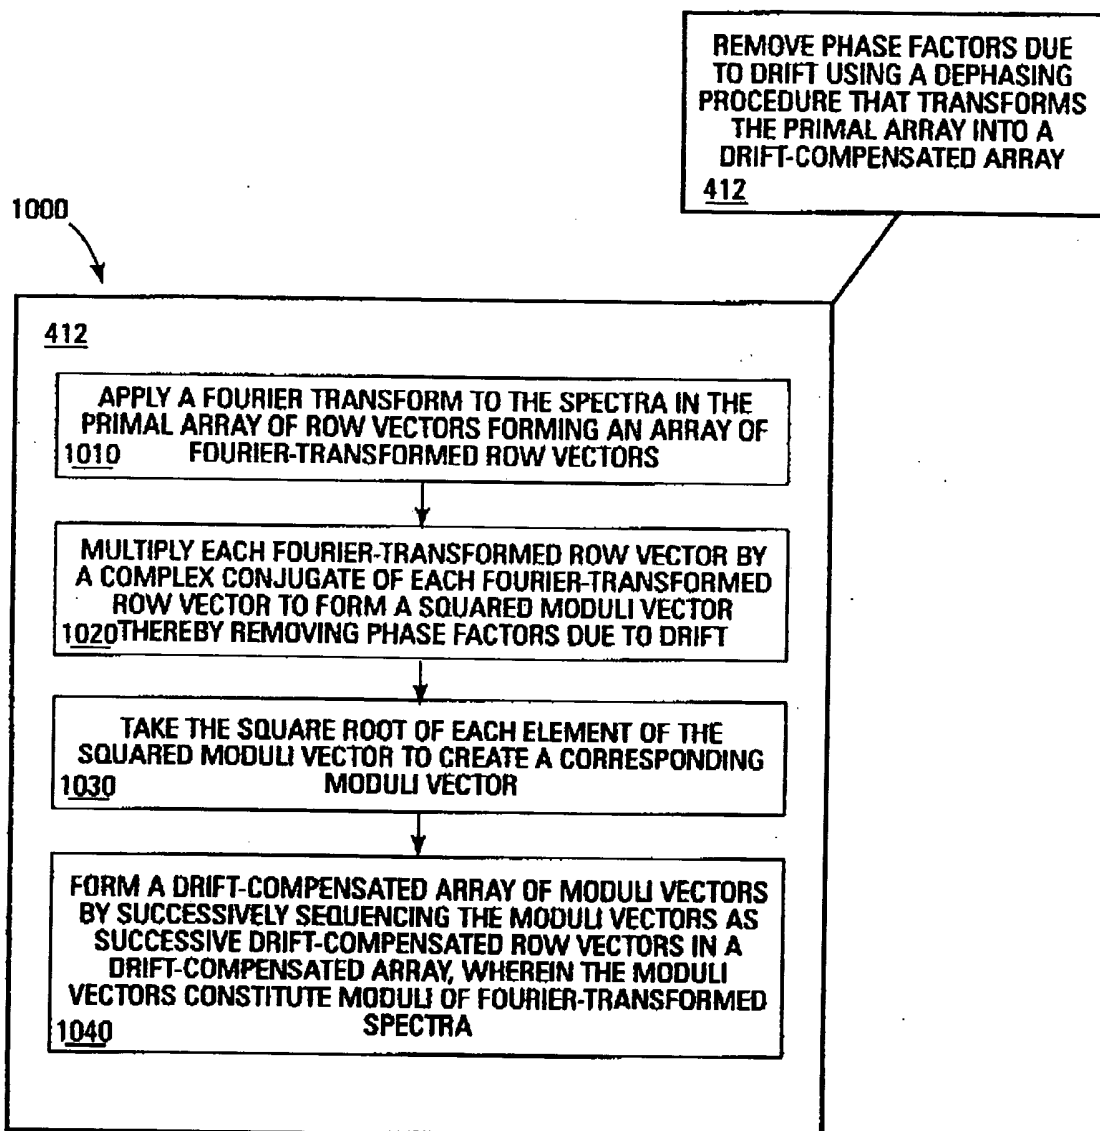 REMOVE PHASE FACTORS DUE
TO DRIFT USING A DEPHASING
PROCEDURE THAT TRANSFORMS
THE PRIMAL ARRAY INTO A
DRIFT-COMPENSATED ARRAY
412
1000
412
APPLY A FOURIER TRANSFORM TO THE SPECTRA IN THE
PRIMAL ARRAY OF ROW VECTORS FORMING AN ARRAY OF
1010 FOURIER-TRANSFORMED ROW VECTORS
MULTIPLY EACH FOURIER-TRANSFORMED ROW VECTOR BY
A COMPLEX CONJUGATE OF EACH FOURIER-TRANSFORMED
ROW VECTOR TO FORM A SQUARED MODULI VECTOR
1020 THEREBY REMOVING PHASE FACTORS DUE TO DRIFT
TAKE THE SQUARE ROOT OF EACH ELEMENT OF THE
SQUARED MODULI VECTOR TO CREATE A CORRESPONDING
1030 MODULI VECTOR
FORM A DRIFT-COMPENSATED ARRAY OF MODULI VECTORS
BY SUCCESSIVELY SEQUENCING THE MODULI VECTORS AS
SUCCESSIVE DRIFT-COMPENSATED ROW VECTORS IN A
DRIFT-COMPENSATED ARRAY, WHEREIN THE MODULI
VECTORS CONSTITUTE MODULI OF FOURIER-TRANSFORMED
1040 SPECTRA